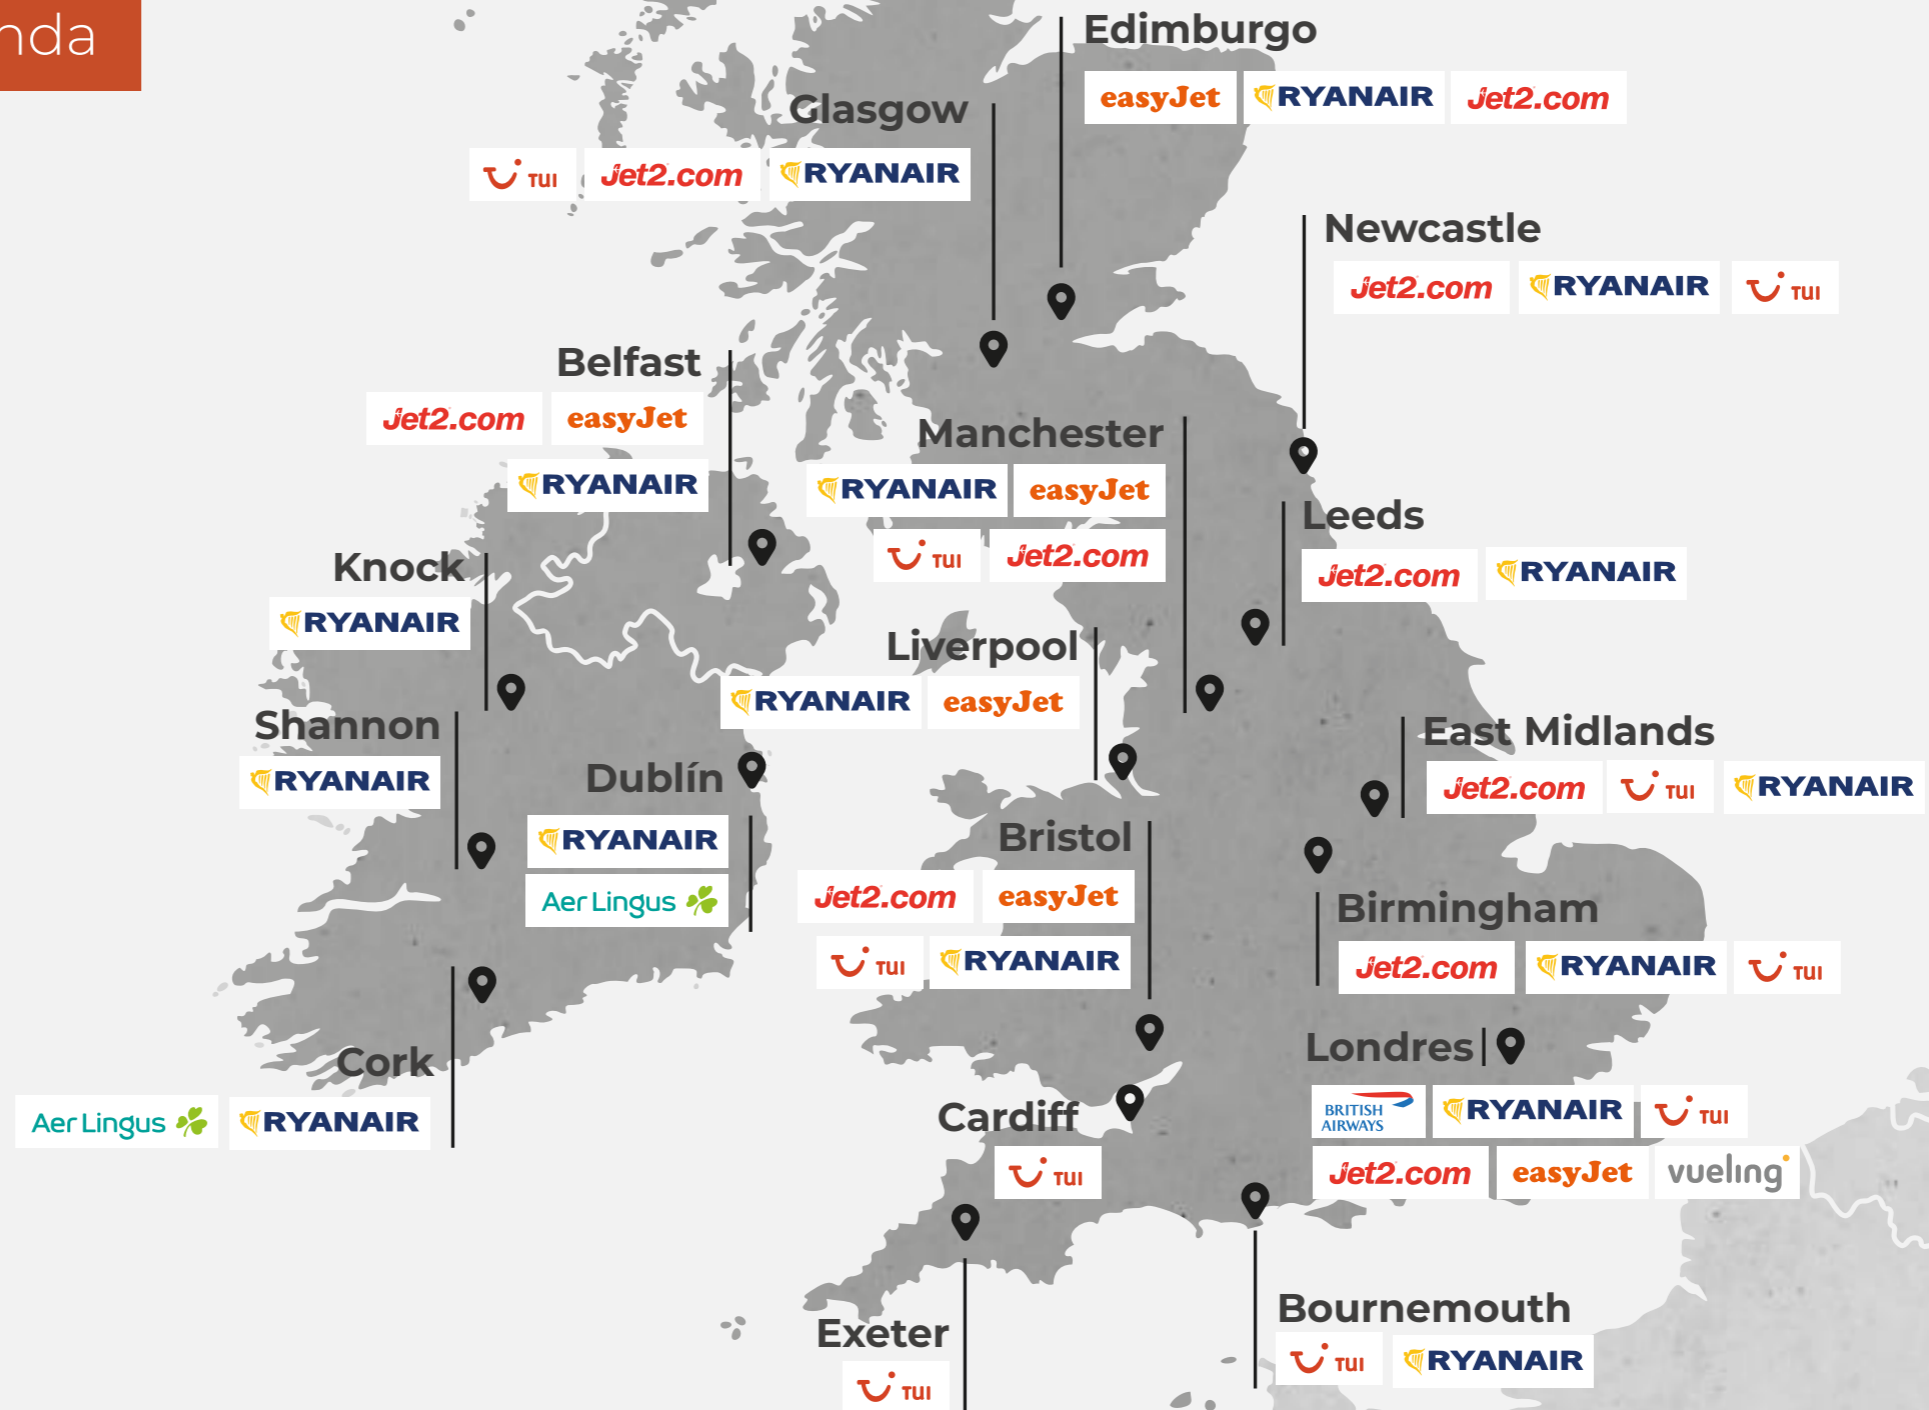 nda
Edimburgo
easyJet RYANAIR Jet2.com
Glasgow
TUI Jet2.com RYANAIR
Newcastle
Jet2.com RYANAIR TUI
Belfast
Jet2.com easyJet
RYANAIR
Manchester
RYANAIR easyJet
TUI Jet2.com
Leeds
Jet2.com RYANAIR
Knock
RYANAIR
Liverpool
RYANAIR easyJet
Shannon
RYANAIR
East Midlands
Jet2.com TUI RYANAIR
Dublín
RYANAIR
Aer Lingus
Bristol
Jet2.com easyJet
TUI RYANAIR
Birmingham
Jet2.com RYANAIR TUI
Cork
Aer Lingus RYANAIR
Londres
BRITISH AIRWAYS RYANAIR TUI
Jet2.com easyJet vueling
Cardiff
TUI
Exeter
TUI
Bournemouth
TUI RYANAIR